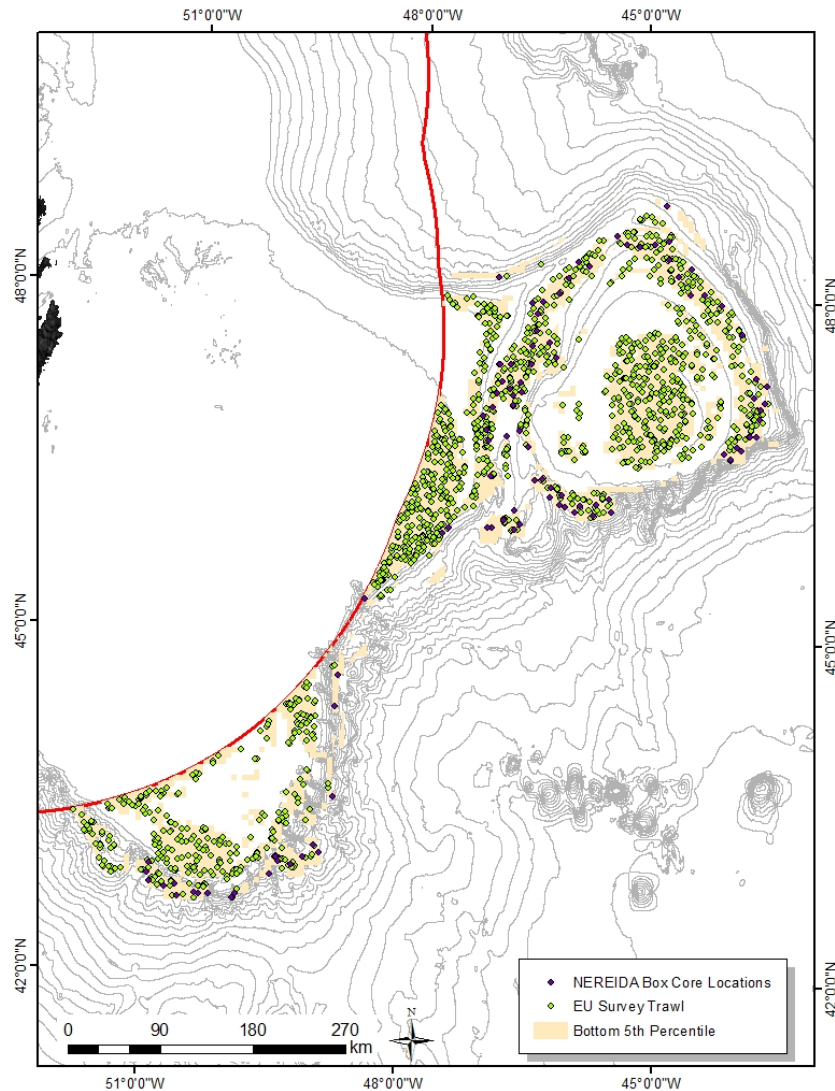 51°0'0"W 48°0'0"W 45°0'0"W
48°0'0"N 48°0'0"N
45°0'0"N 45°0'0"N
42°0'0"N 42°0'0"N
NEREIDA Box Core Locations
EU Survey Trawl
Bottom 5th Percentile
N
0 90 180 270
km
51°0'0"W 48°0'0"W 45°0'0"W